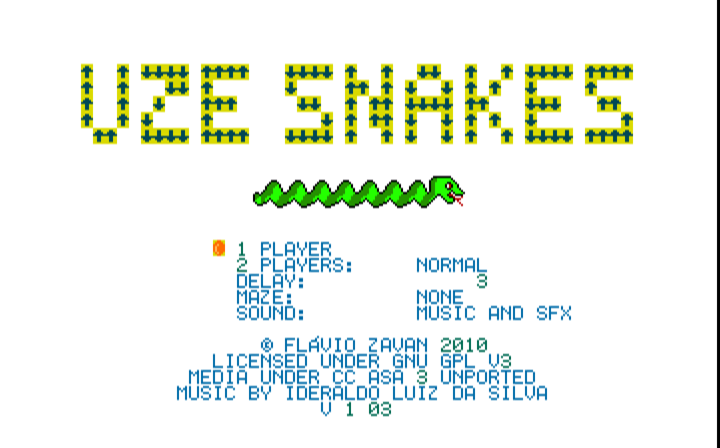 UZE SNAKES
1 PLAYER
2 PLAYERS: NORMAL
DELAY: 3
MAZE: NONE
SOUND: MUSIC AND SFX
© FLÁVIO ZAVAN 2010
LICENSED UNDER GNU GPL V3
MEDIA UNDER CC ASA 3 UNPORTED
MUSIC BY IDERALDO LUIZ DA SILVA
V 1 03